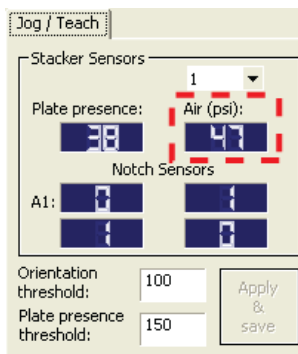 Jog / Teach
Stacker Sensors
1
Plate presence: Air (psi):
38 47
Notch Sensors
A1: 0 1
1 0
Orientation
threshold: 100
Plate presence
threshold: 150
Apply
&
save